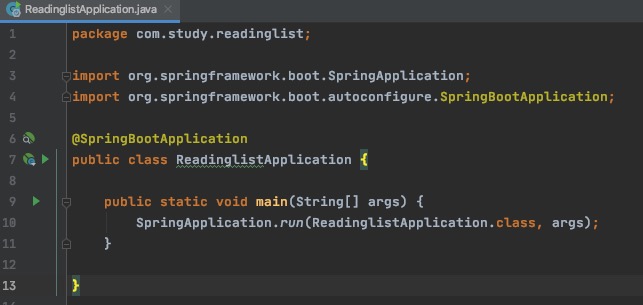 ReadinglistApplication.java
1 package com.study.readinglist;
2
3 import org.springframework.boot.SpringApplication;
4 import org.springframework.boot.autoconfigure.SpringBootApplication;
5
6 @SpringBootApplication
7 public class ReadinglistApplication {
8
9 public static void main(String[] args) {
10 SpringApplication.run(ReadinglistApplication.class, args);
11 }
12
13 }